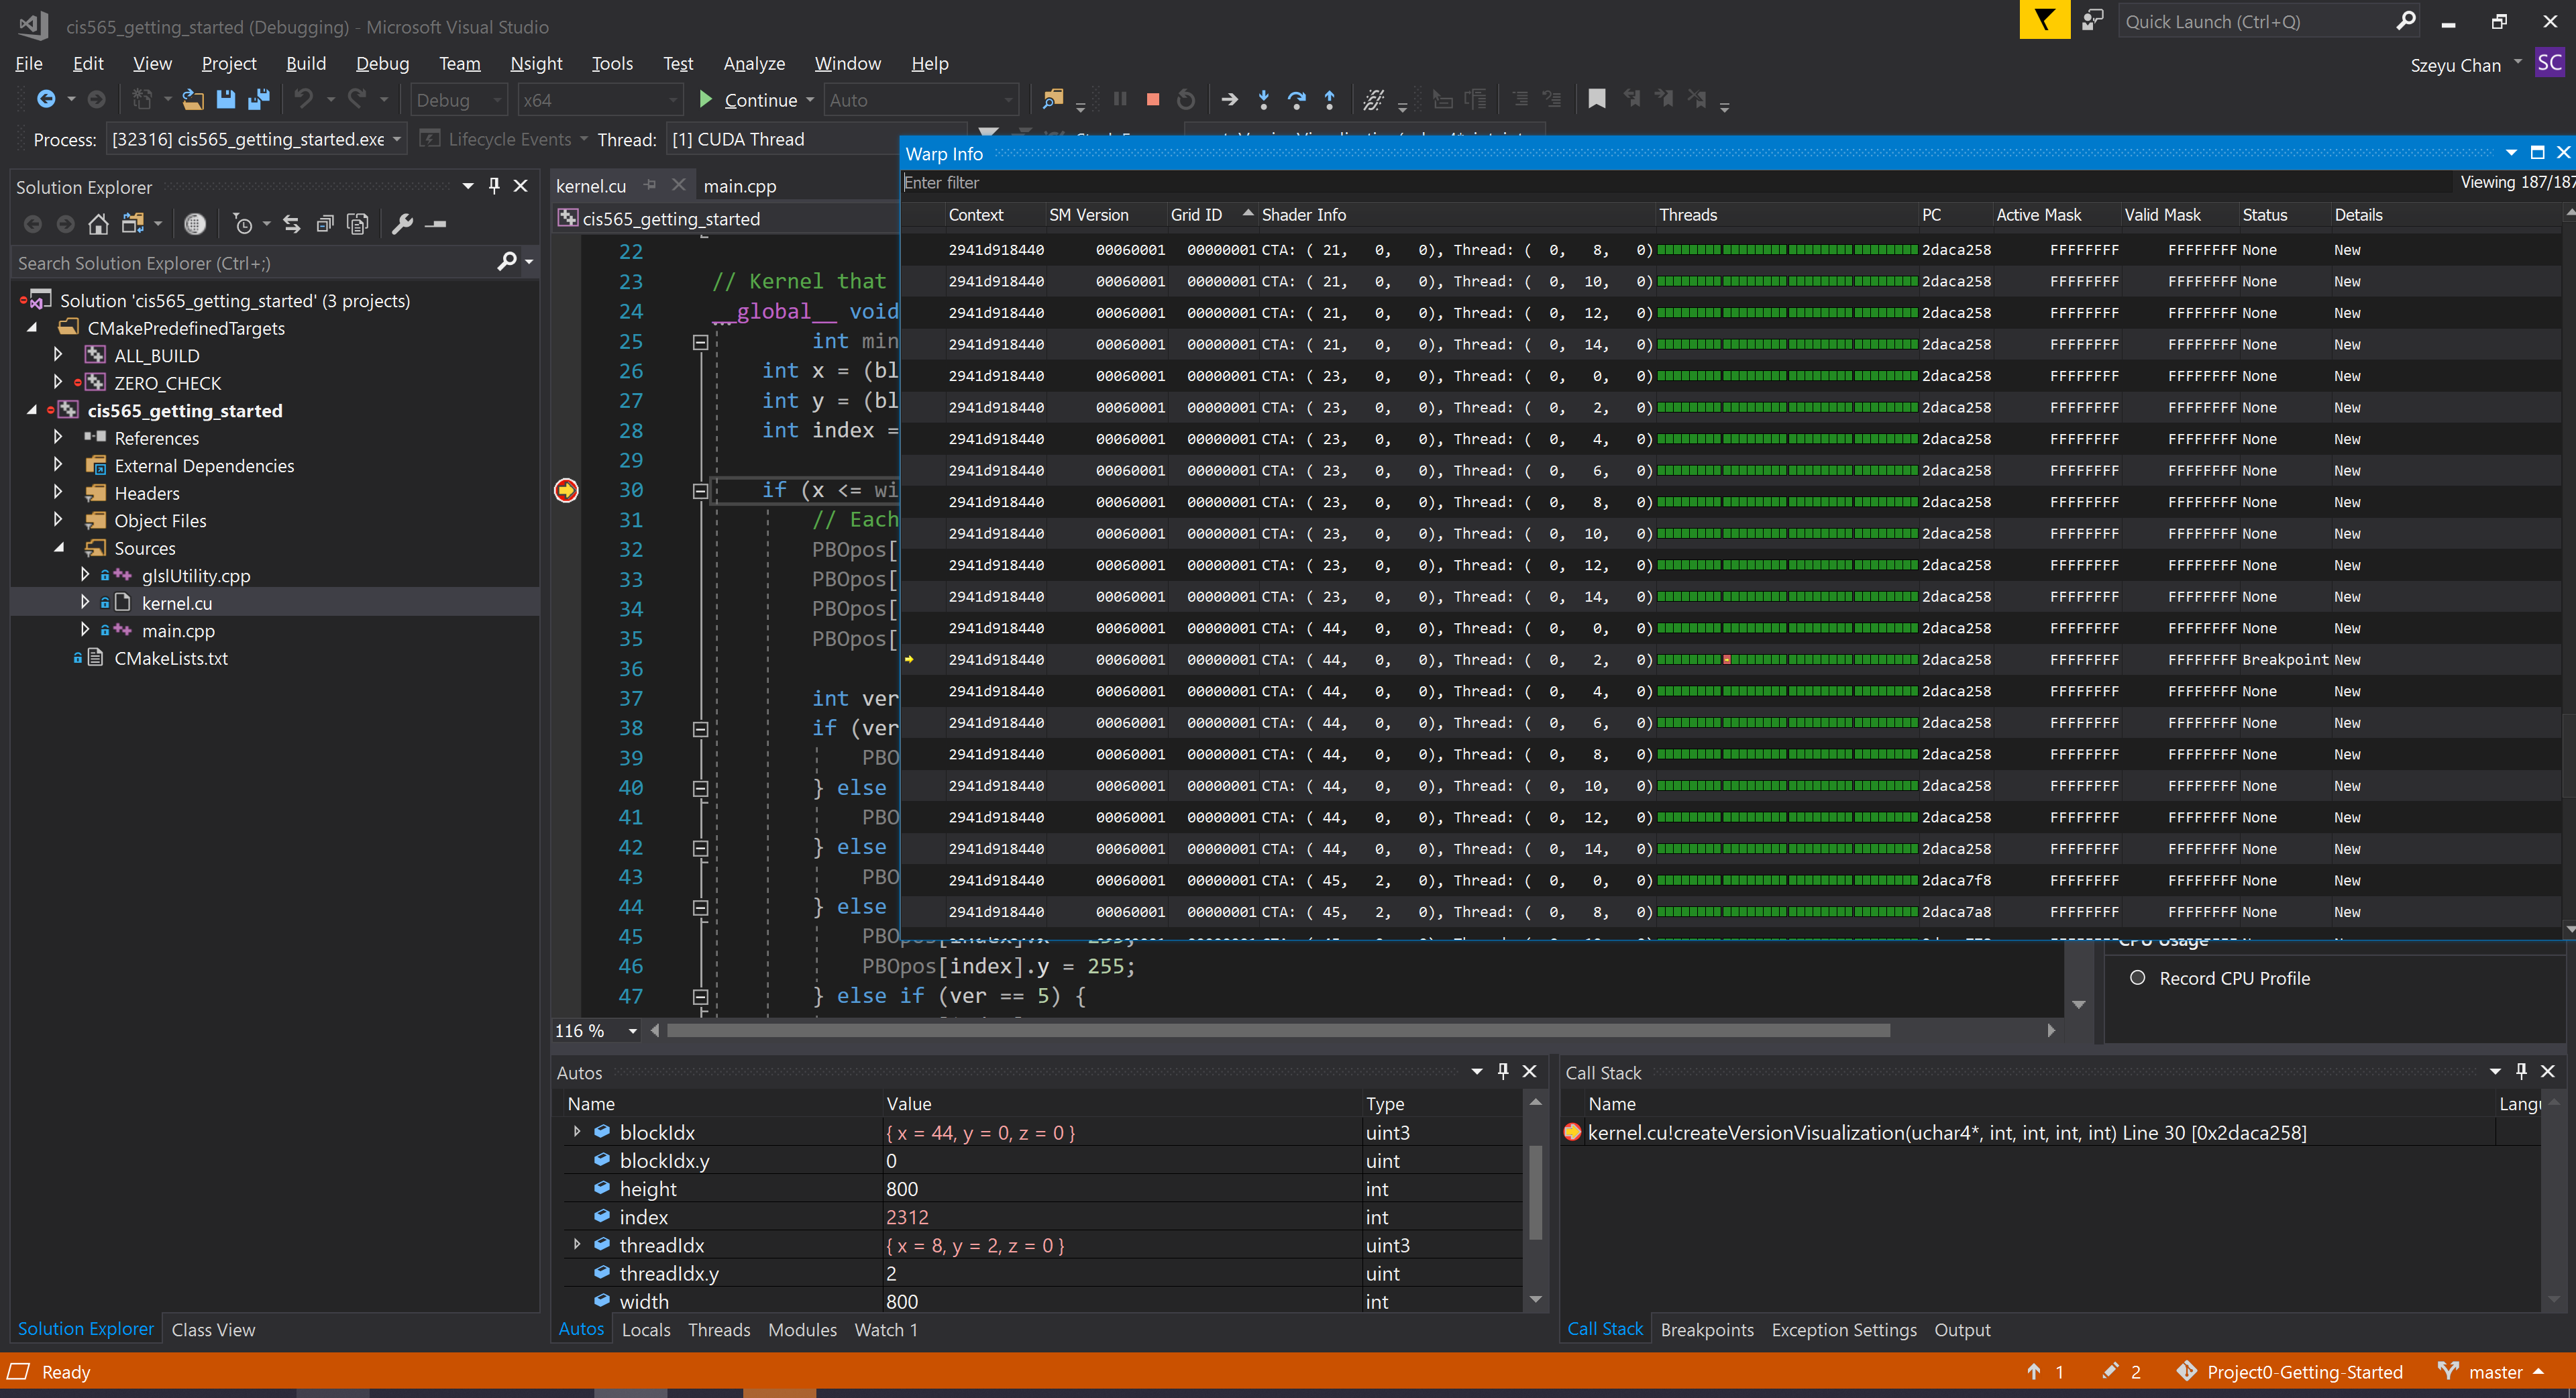 cis565_getting_started (Debugging) - Microsoft Visual Studio
Quick Launch (Ctrl+Q)
File Edit View Project Build Debug Team Nsight Tools Test Analyze Window Help
Szeyu Chan SC
Debug x64 Continue Auto
Process: [32316] cis565_getting_started.exe Lifecycle Events Thread: [1] CUDA Thread
Solution Explorer
Search Solution Explorer (Ctrl+;)
Solution 'cis565_getting_started' (3 projects)
CMakePredefinedTargets
ALL_BUILD
ZERO_CHECK
cis565_getting_started
References
External Dependencies
Headers
Object Files
Sources
glslUtility.cpp
kernel.cu
main.cpp
CMakeLists.txt
Solution Explorer Class View
kernel.cu main.cpp
cis565_getting_started
22
23 // Kernel that
24 __global__ void
25 int min
26 int x = (bl
27 int y = (bl
28 int index =
29
30 if (x <= wi
31 // Each
32 PBOpos[
33 PBOpos[
34 PBOpos[
35 PBOpos[
36
37 int ver
38 if (ver
39 PBO
40 } else
41 PBO
42 } else
43 PBO
44 } else
45 PBO
46 PBOpos[index].y = 255;
47 } else if (ver == 5) {
116 %
Warp Info
Enter filter Viewing 187/187
Context SM Version Grid ID Shader Info Threads PC Active Mask Valid Mask Status Details
2941d918440 00060001 00000001 CTA: ( 21, 0, 0), Thread: ( 0, 8, 0) 2daca258 FFFFFFFF FFFFFFFF None New
2941d918440 00060001 00000001 CTA: ( 21, 0, 0), Thread: ( 0, 10, 0) 2daca258 FFFFFFFF FFFFFFFF None New
2941d918440 00060001 00000001 CTA: ( 21, 0, 0), Thread: ( 0, 12, 0) 2daca258 FFFFFFFF FFFFFFFF None New
2941d918440 00060001 00000001 CTA: ( 21, 0, 0), Thread: ( 0, 14, 0) 2daca258 FFFFFFFF FFFFFFFF None New
2941d918440 00060001 00000001 CTA: ( 23, 0, 0), Thread: ( 0, 0, 0) 2daca258 FFFFFFFF FFFFFFFF None New
2941d918440 00060001 00000001 CTA: ( 23, 0, 0), Thread: ( 0, 2, 0) 2daca258 FFFFFFFF FFFFFFFF None New
2941d918440 00060001 00000001 CTA: ( 23, 0, 0), Thread: ( 0, 4, 0) 2daca258 FFFFFFFF FFFFFFFF None New
2941d918440 00060001 00000001 CTA: ( 23, 0, 0), Thread: ( 0, 6, 0) 2daca258 FFFFFFFF FFFFFFFF None New
2941d918440 00060001 00000001 CTA: ( 23, 0, 0), Thread: ( 0, 8, 0) 2daca258 FFFFFFFF FFFFFFFF None New
2941d918440 00060001 00000001 CTA: ( 23, 0, 0), Thread: ( 0, 10, 0) 2daca258 FFFFFFFF FFFFFFFF None New
2941d918440 00060001 00000001 CTA: ( 23, 0, 0), Thread: ( 0, 12, 0) 2daca258 FFFFFFFF FFFFFFFF None New
2941d918440 00060001 00000001 CTA: ( 23, 0, 0), Thread: ( 0, 14, 0) 2daca258 FFFFFFFF FFFFFFFF None New
2941d918440 00060001 00000001 CTA: ( 44, 0, 0), Thread: ( 0, 0, 0) 2daca258 FFFFFFFF FFFFFFFF None New
2941d918440 00060001 00000001 CTA: ( 44, 0, 0), Thread: ( 0, 2, 0) 2daca258 FFFFFFFF FFFFFFFF Breakpoint New
2941d918440 00060001 00000001 CTA: ( 44, 0, 0), Thread: ( 0, 4, 0) 2daca258 FFFFFFFF FFFFFFFF None New
2941d918440 00060001 00000001 CTA: ( 44, 0, 0), Thread: ( 0, 6, 0) 2daca258 FFFFFFFF FFFFFFFF None New
2941d918440 00060001 00000001 CTA: ( 44, 0, 0), Thread: ( 0, 8, 0) 2daca258 FFFFFFFF FFFFFFFF None New
2941d918440 00060001 00000001 CTA: ( 44, 0, 0), Thread: ( 0, 10, 0) 2daca258 FFFFFFFF FFFFFFFF None New
2941d918440 00060001 00000001 CTA: ( 44, 0, 0), Thread: ( 0, 12, 0) 2daca258 FFFFFFFF FFFFFFFF None New
2941d918440 00060001 00000001 CTA: ( 44, 0, 0), Thread: ( 0, 14, 0) 2daca258 FFFFFFFF FFFFFFFF None New
2941d918440 00060001 00000001 CTA: ( 45, 2, 0), Thread: ( 0, 0, 0) 2daca7f8 FFFFFFFF FFFFFFFF None New
2941d918440 00060001 00000001 CTA: ( 45, 2, 0), Thread: ( 0, 8, 0) 2daca7a8 FFFFFFFF FFFFFFFF None New
CPU Usage
Record CPU Profile
Autos
Name Value Type
blockIdx { x = 44, y = 0, z = 0 } uint3
blockIdx.y 0 uint
height 800 int
index 2312 int
threadIdx { x = 8, y = 2, z = 0 } uint3
threadIdx.y 2 uint
width 800 int
Autos Locals Threads Modules Watch 1
Call Stack
Name Langu
kernel.cu!createVersionVisualization(uchar4*, int, int, int, int) Line 30 [0x2daca258]
Call Stack Breakpoints Exception Settings Output
Ready 1 2 Project0-Getting-Started master